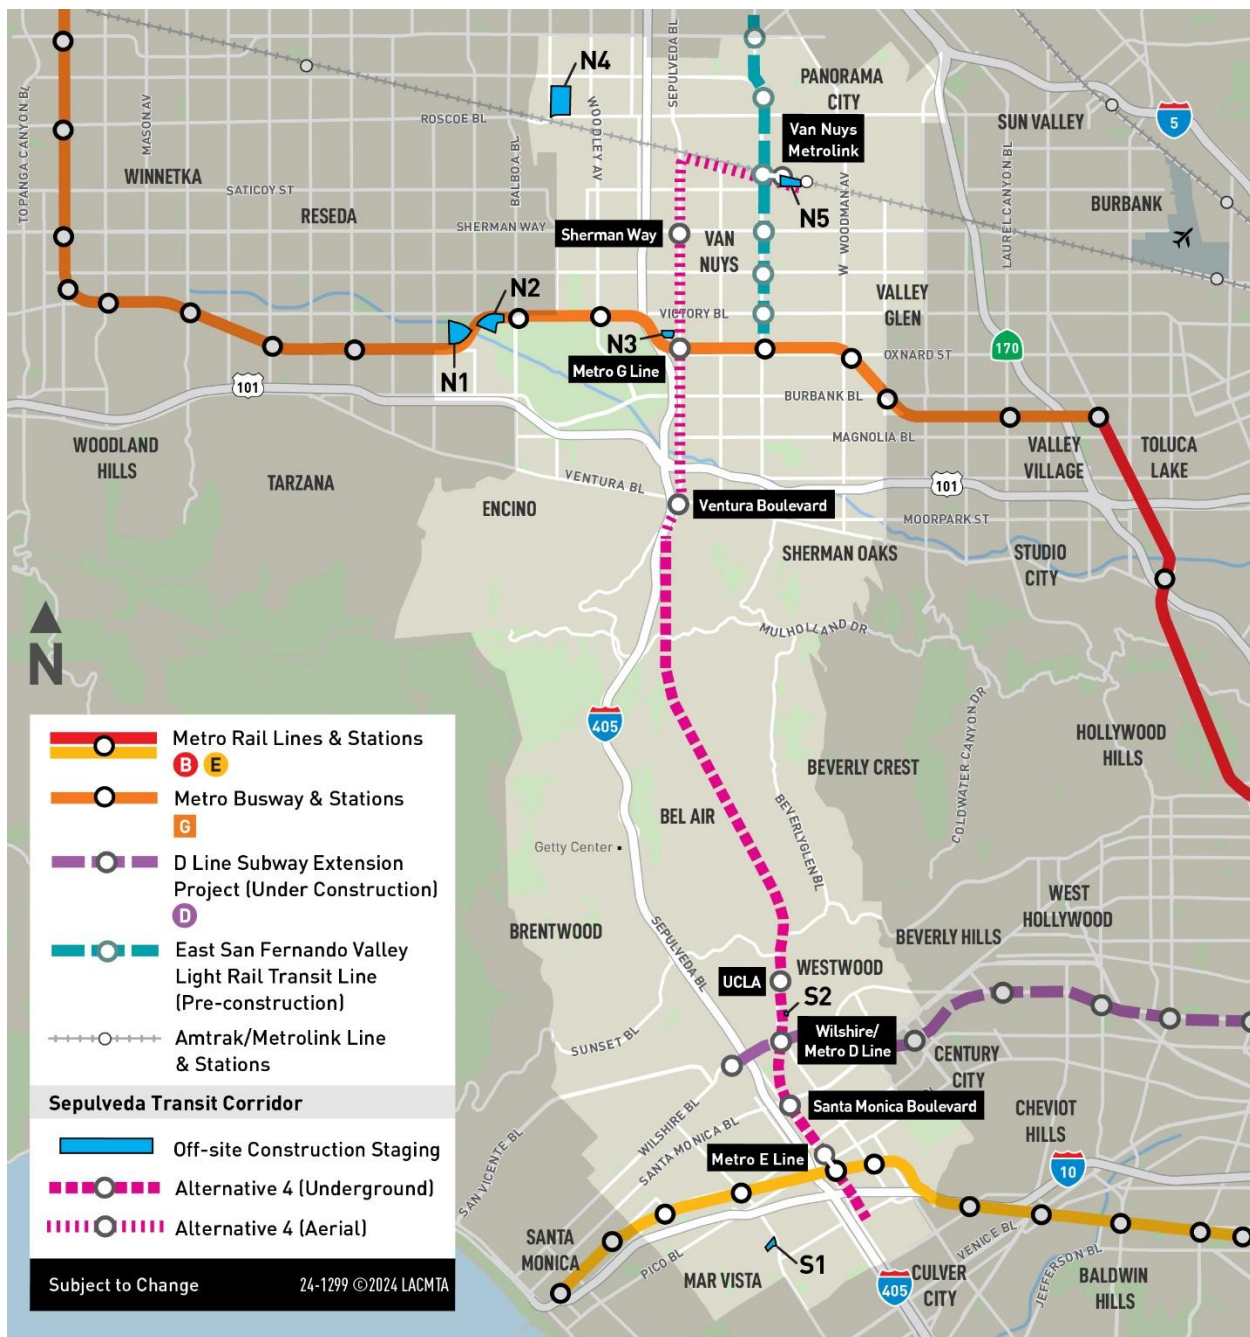 N4
SEPULVEDA BL
PANORAMA
CITY
TOPANGA CANYON BL
MASON AV
WOODLEY AV
ROSCOE BL
BALBOA BL
Van Nuys
Metrolink
SUN VALLEY
5
LAUREL CANYON BL
WINNETKA
SATICOY ST
RESEDA
SHERMAN WAY
Sherman Way
VAN
NUYS
N5
W WOODMAN AV
BURBANK
N2
N1
N3
VICTORY BL
VALLEY
GLEN
Metro G Line
OXNARD ST
170
101
BURBANK BL
MAGNOLIA BL
WOODLAND
HILLS
TARZANA
VENTURA BL
VALLEY
VILLAGE
TOLUCA
LAKE
ENCINO
Ventura Boulevard
101
MOORPARK ST
SHERMAN OAKS
STUDIO
CITY
MULHOLLAND DR
N
405
COLDWATER CANYON DR
HOLLYWOOD
HILLS
BEVERLY CREST
BEL AIR
BEVERLYGLEN BL
Getty Center
WEST
HOLLYWOOD
BRENTWOOD
SEPULVEDA BL
BEVERLY HILLS
UCLA
WESTWOOD
S2
SUNSET BL
Wilshire/
Metro D Line
CENTURY
CITY
Santa Monica Boulevard
CHEVIOT
HILLS
WILSHIRE BL
SANTA MONICA BL
Metro E Line
10
SAN VICENTE BL
SANTA
MONICA
PICO BL
S1
MAR VISTA
VENICE BL
JEFFERSON BL
CULVER
CITY
405
BALDWIN
HILLS
Metro Rail Lines & Stations
B E
Metro Busway & Stations
G
D Line Subway Extension
Project (Under Construction)
D
East San Fernando Valley
Light Rail Transit Line
(Pre-construction)
Amtrak/Metrolink Line
& Stations
Sepulveda Transit Corridor
Off-site Construction Staging
Alternative 4 (Underground)
Alternative 4 (Aerial)
Subject to Change
24-1299 ©2024 LACMTA